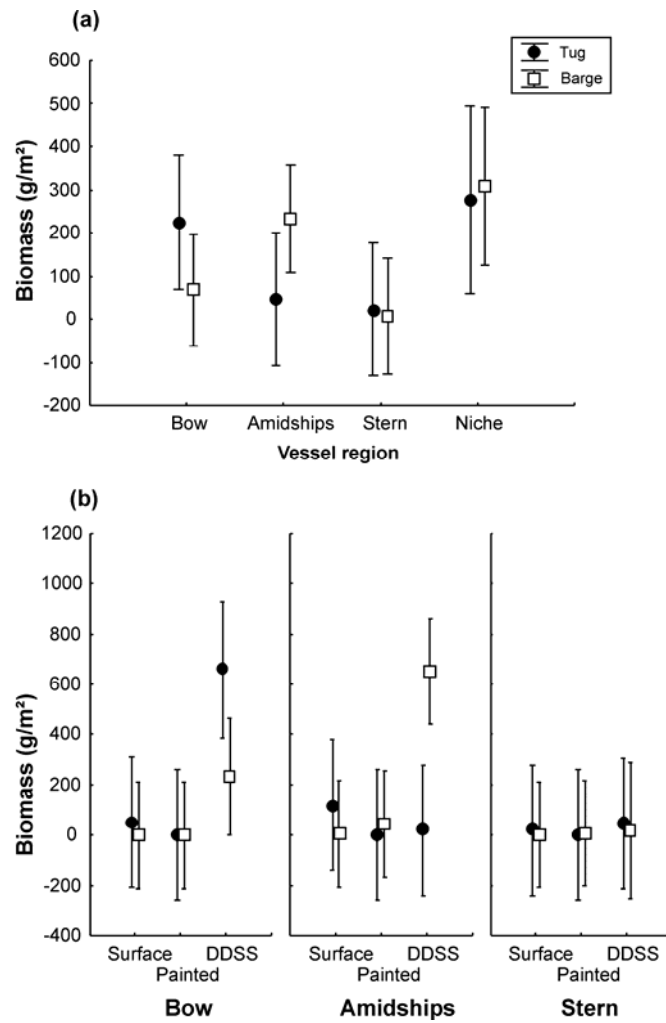 (a)
600
500
400
300
200
100
0
-100
-200
Biomass (g/m²)
Tug
Barge
Bow Amidships Stern Niche
Vessel region
(b)
1200
1000
800
600
400
200
0
-200
-400
Biomass (g/m²)
Surface DDSS Surface DDSS Surface DDSS
Painted Painted Painted
Bow Amidships Stern